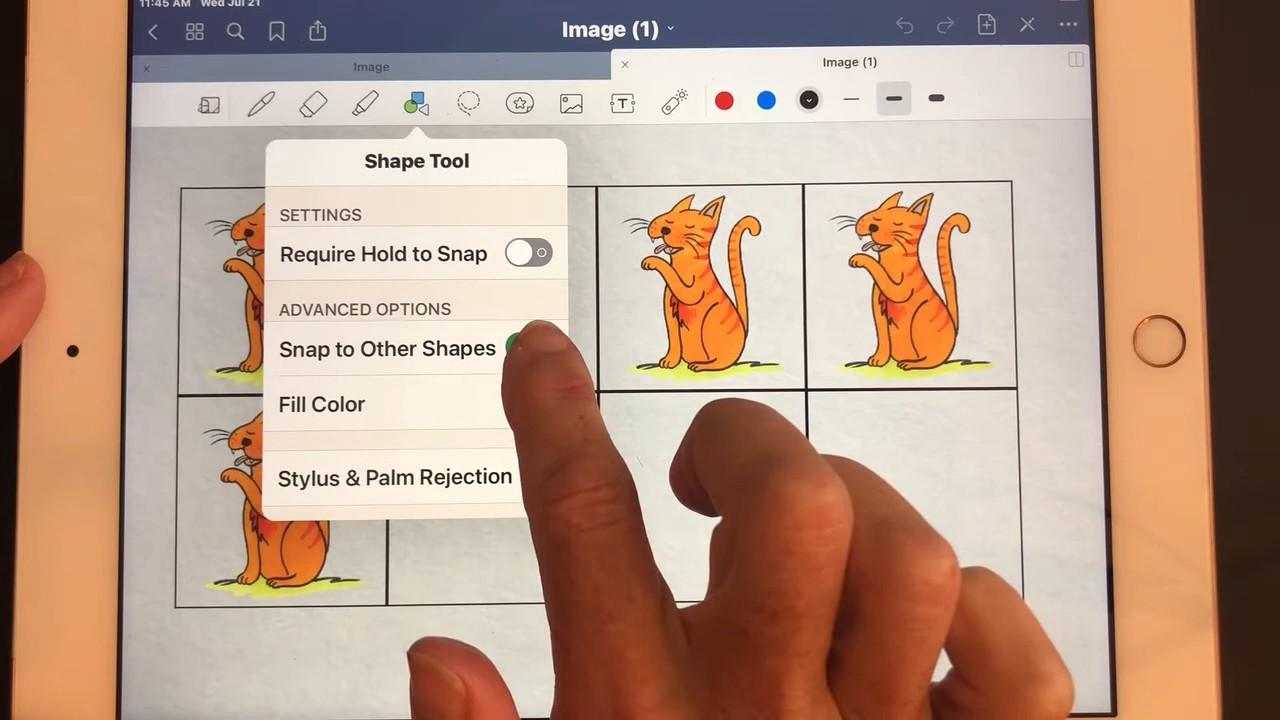 11:45 AM Wed Jul 21
Image (1)
Image
Image (1)
T
Shape Tool
SETTINGS
Require Hold to Snap
ADVANCED OPTIONS
Snap to Other Shapes
Fill Color
Stylus & Palm Rejection